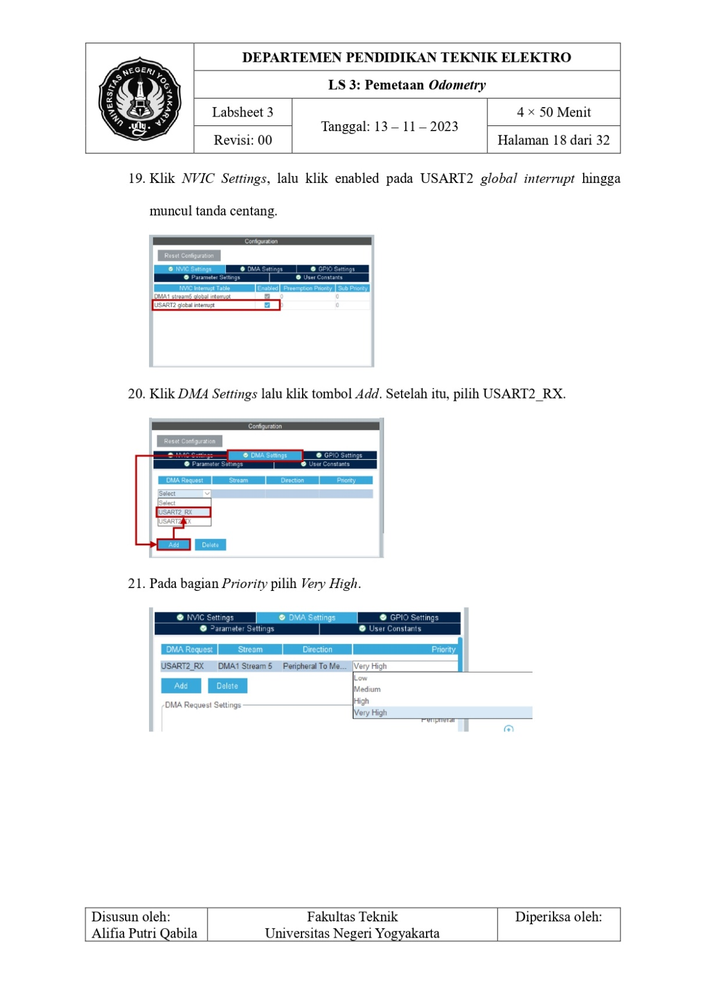 UNIVERSITAS NEGERI YOGYAKARTA
uny
DEPARTEMEN PENDIDIKAN TEKNIK ELEKTRO
LS 3: Pemetaan Odometry
Labsheet 3
Tanggal: 13 – 11 – 2023
4 × 50 Menit
Revisi: 00
Halaman 18 dari 32
19. Klik NVIC Settings, lalu klik enabled pada USART2 global interrupt hingga
muncul tanda centang.
Configuration
Reset Configuration
NVIC Settings DMA Settings GPIO Settings
Parameter Settings User Constants
NVIC Interrupt Table Enabled Preemption Priority Sub Priority
DMA1 stream5 global interrupt 0 0
USART2 global interrupt 0 0
20. Klik DMA Settings lalu klik tombol Add. Setelah itu, pilih USART2_RX.
Configuration
Reset Configuration
NVIC Settings DMA Settings GPIO Settings
Parameter Settings User Constants
DMA Request Stream Direction Priority
Select
Select
USART2_RX
USART2_TX
Add Delete
21. Pada bagian Priority pilih Very High.
NVIC Settings DMA Settings GPIO Settings
Parameter Settings User Constants
DMA Request Stream Direction Priority
USART2_RX DMA1 Stream 5 Peripheral To Me... Very High
Low
Add Delete Medium
High
DMA Request Settings
Very High
Peripheral
Disusun oleh:
Alifia Putri Qabila
Fakultas Teknik
Universitas Negeri Yogyakarta
Diperiksa oleh: